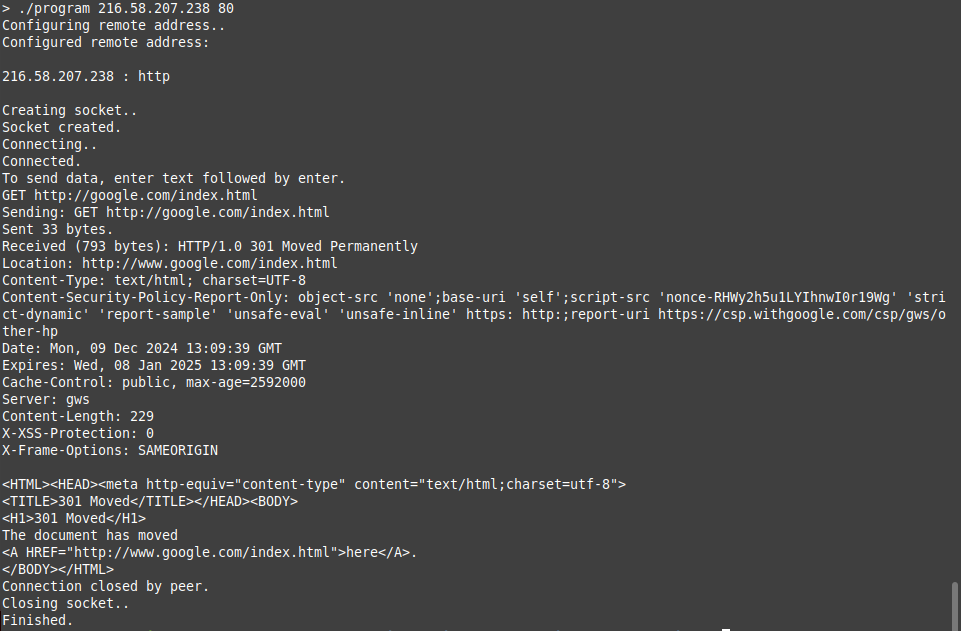 > ./program 216.58.207.238 80
Configuring remote address..
Configured remote address:
216.58.207.238 : http
Creating socket..
Socket created.
Connecting..
Connected.
To send data, enter text followed by enter.
GET http://google.com/index.html
Sending: GET http://google.com/index.html
Sent 33 bytes.
Received (793 bytes): HTTP/1.0 301 Moved Permanently
Location: http://www.google.com/index.html
Content-Type: text/html; charset=UTF-8
Content-Security-Policy-Report-Only: object-src 'none';base-uri 'self';script-src 'nonce-RHWy2h5u1LYIhnwI0r19Wg' 'stri
ct-dynamic' 'report-sample' 'unsafe-eval' 'unsafe-inline' https: http:;report-uri https://csp.withgoogle.com/csp/gws/o
ther-hp
Date: Mon, 09 Dec 2024 13:09:39 GMT
Expires: Wed, 08 Jan 2025 13:09:39 GMT
Cache-Control: public, max-age=2592000
Server: gws
Content-Length: 229
X-XSS-Protection: 0
X-Frame-Options: SAMEORIGIN
<HTML><HEAD><meta http-equiv="content-type" content="text/html;charset=utf-8">
<TITLE>301 Moved</TITLE></HEAD><BODY>
<H1>301 Moved</H1>
The document has moved
<A HREF="http://www.google.com/index.html">here</A>.
</BODY></HTML>
Connection closed by peer.
Closing socket..
Finished.